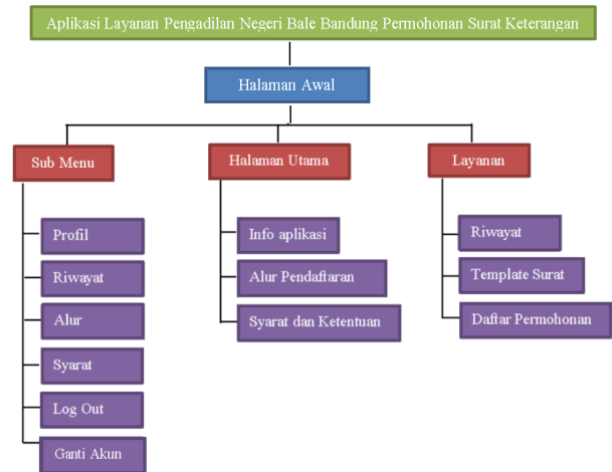 Aplikasi Layanan Pengadilan Negeri Bale Bandung Permohonan Surat Keterangan
Halaman Awal
Sub Menu
Halaman Utama
Layanan
Profil
Riwayat
Alur
Syarat
Log Out
Ganti Akun
Info aplikasi
Alur Pendaftaran
Syarat dan Ketentuan
Riwayat
Template Surat
Daftar Permohonan